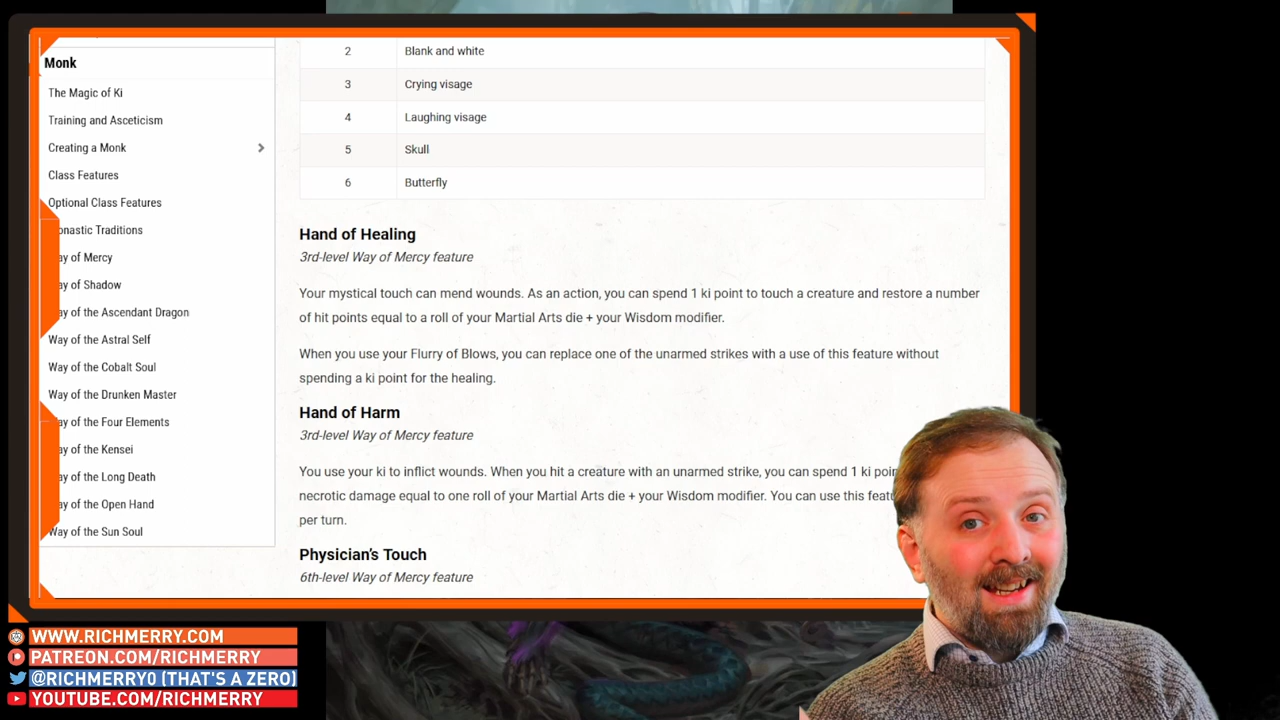 Monk
The Magic of Ki
Training and Asceticism
Creating a Monk
Class Features
Optional Class Features
onastic Traditions
ay of Mercy
ay of Shadow
ay of the Ascendant Dragon
Way of the Astral Self
Way of the Cobalt Soul
Way of the Drunken Master
ay of the Four Elements
ay of the Kensei
ay of the Long Death
ay of the Open Hand
Way of the Sun Soul
2 Blank and white
3 Crying visage
4 Laughing visage
5 Skull
6 Butterfly
Hand of Healing
3rd-level Way of Mercy feature
Your mystical touch can mend wounds. As an action, you can spend 1 ki point to touch a creature and restore a number
of hit points equal to a roll of your Martial Arts die + your Wisdom modifier.
When you use your Flurry of Blows, you can replace one of the unarmed strikes with a use of this feature without
spending a ki point for the healing.
Hand of Harm
3rd-level Way of Mercy feature
You use your ki to inflict wounds. When you hit a creature with an unarmed strike, you can spend 1 ki poin
necrotic damage equal to one roll of your Martial Arts die + your Wisdom modifier. You can use this featu
per turn.
Physician's Touch
6th-level Way of Mercy feature
WWW.RICHMERRY.COM
PATREON.COM/RICHMERRY
@RICHMERRY0 (THAT'S A ZERO)
YOUTUBE.COM/RICHMERRY